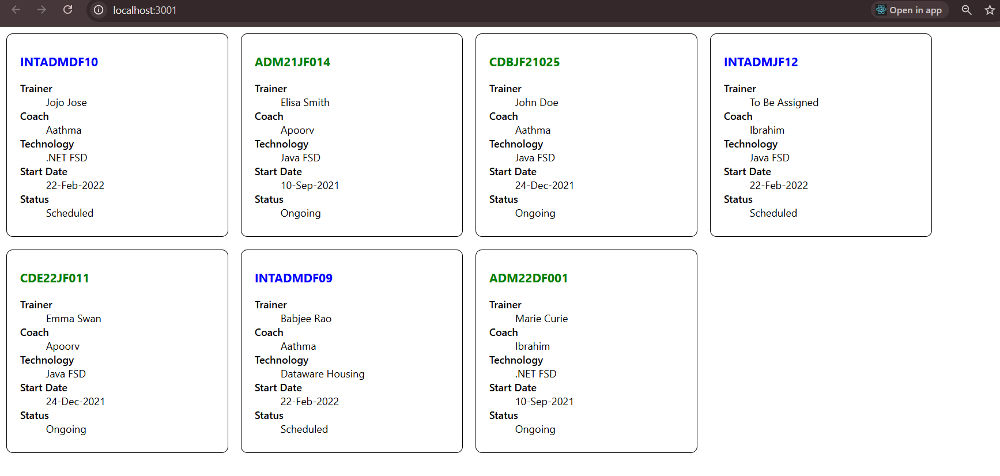 localhost:3001
Open in app
INTADMDF10
Trainer
Jojo Jose
Coach
Aathma
Technology
.NET FSD
Start Date
22-Feb-2022
Status
Scheduled
ADM21JF014
Trainer
Elisa Smith
Coach
Apoorv
Technology
Java FSD
Start Date
10-Sep-2021
Status
Ongoing
CDBJF21025
Trainer
John Doe
Coach
Aathma
Technology
Java FSD
Start Date
24-Dec-2021
Status
Ongoing
INTADMJF12
Trainer
To Be Assigned
Coach
Ibrahim
Technology
Java FSD
Start Date
22-Feb-2022
Status
Scheduled
CDE22JF011
Trainer
Emma Swan
Coach
Apoorv
Technology
Java FSD
Start Date
24-Dec-2021
Status
Ongoing
INTADMDF09
Trainer
Babjee Rao
Coach
Aathma
Technology
Dataware Housing
Start Date
22-Feb-2022
Status
Scheduled
ADM22DF001
Trainer
Marie Curie
Coach
Ibrahim
Technology
.NET FSD
Start Date
10-Sep-2021
Status
Ongoing